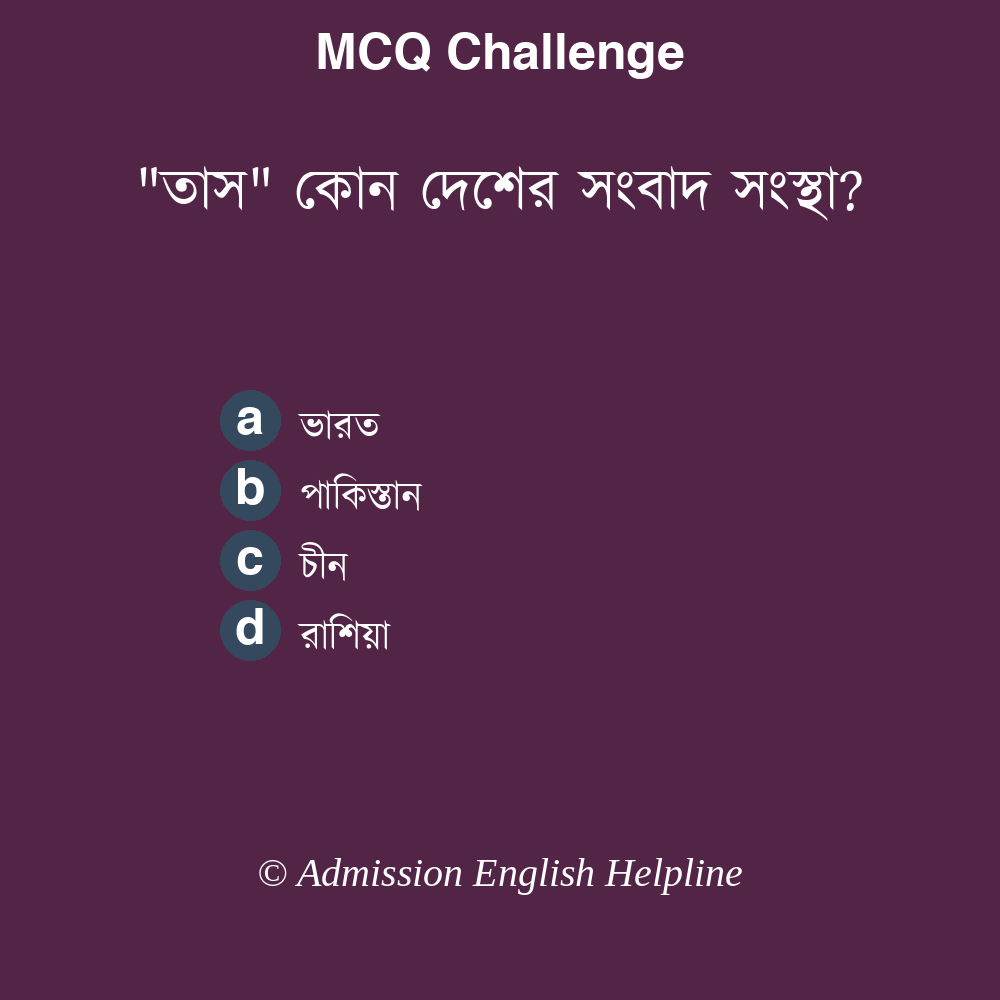 MCQ Challenge
"তাস" কোন দেশের সংবাদ সংস্থা?
a ভারত
b পাকিস্তান
c চীন
d রাশিয়া
© Admission English Helpline